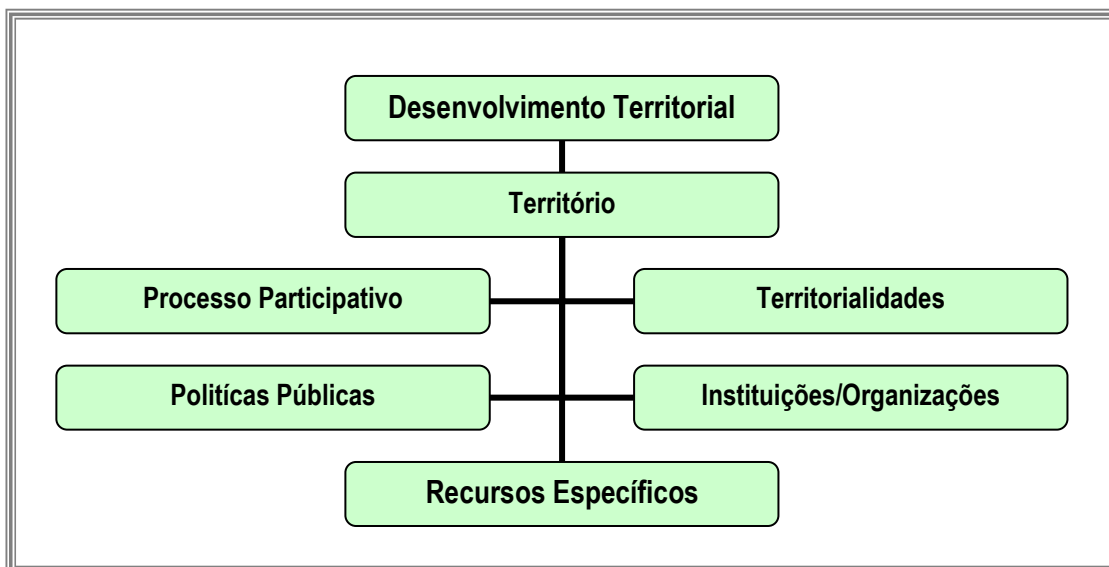 Desenvolvimento Territorial
Território
Processo Participativo
Territorialidades
Politícas Públicas
Instituições/Organizações
Recursos Específicos